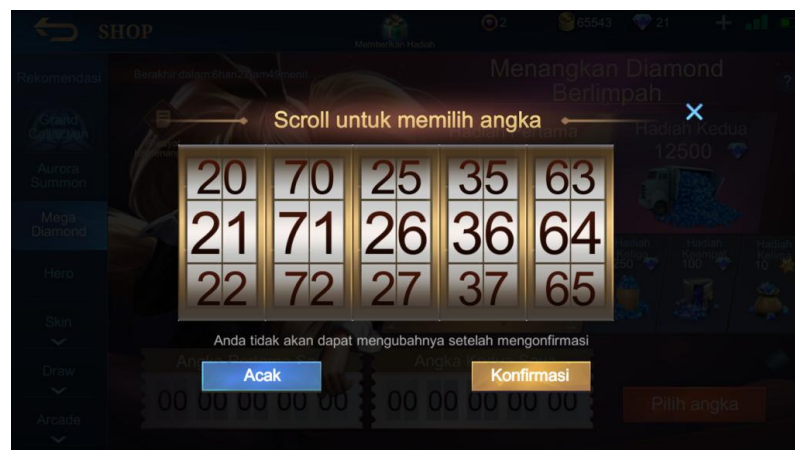 SHOP
Memberikan Hadiah
2
65543
21
Rekomendasi
Menangkan Diamond
Berlimpah
?
Scroll untuk memilih angka
Hadiah Kedua
12500
Aurora
Summon
Mega
Diamond
Hero
Skin
Draw
Arcade
20 70 25 35 63
21 71 26 36 64
22 72 27 37 65
Hadiah
Hadiah
Hadiah
100
10
Anda tidak akan dapat mengubahnya setelah mengonfirmasi
Acak
Konfirmasi
00 00 00 00 00
00 00 00 00 00
Pilih angka